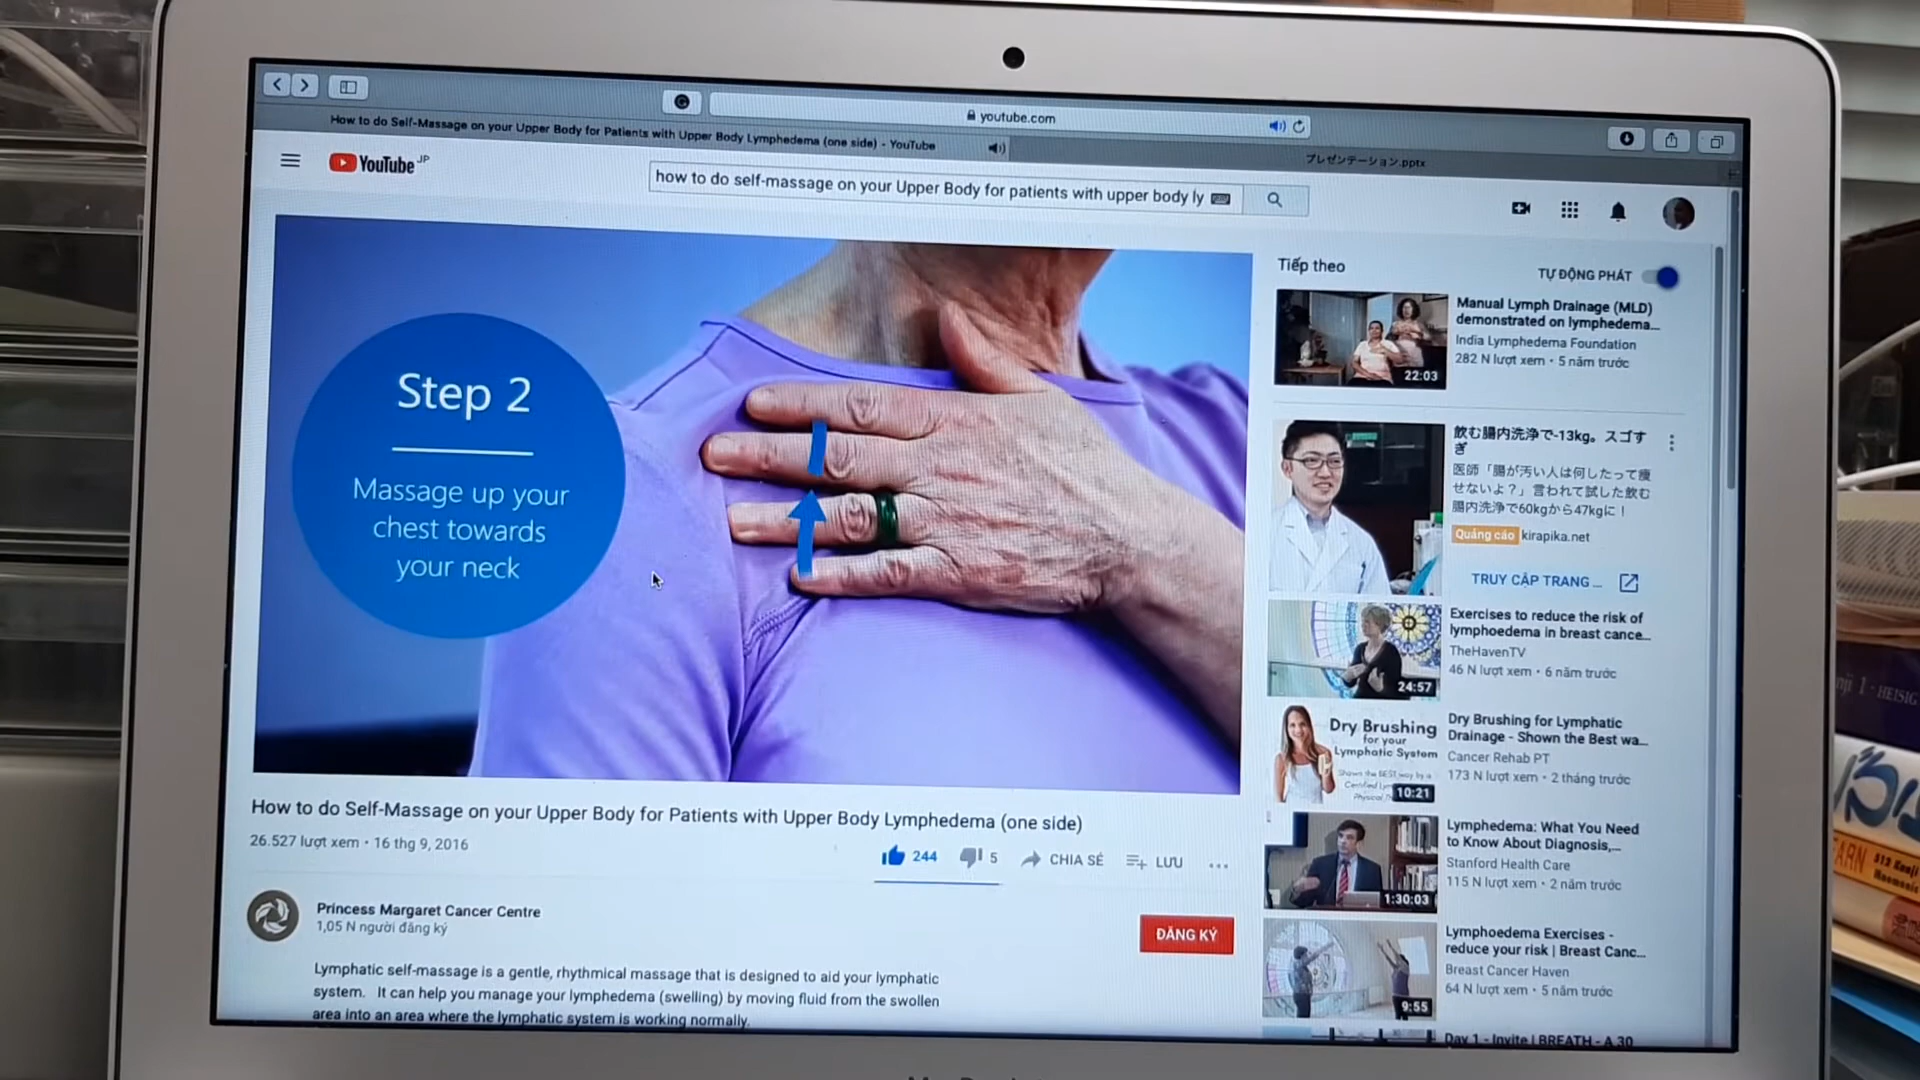 youtube.com
How to do Self-Massage on your Upper Body for Patients with Upper Body Lymphedema (one side) - YouTube
プレゼンテーション.pptx
YouTube JP
how to do self-massage on your Upper Body for patients with upper body ly
Step 2
Massage up your
chest towards
your neck
How to do Self-Massage on your Upper Body for Patients with Upper Body Lymphedema (one side)
26.527 lượt xem • 16 thg 9, 2016
244
5
CHIA SẺ
LƯU
Princess Margaret Cancer Centre
1,05 N người đăng ký
ĐĂNG KÝ
Lymphatic self-massage is a gentle, rhythmical massage that is designed to aid your lymphatic
system. It can help you manage your lymphedema (swelling) by moving fluid from the swollen
area into an area where the lymphatic system is working normally.
Tiếp theo
TỰ ĐỘNG PHÁT
22:03
Manual Lymph Drainage (MLD)
demonstrated on lymphedema...
India Lymphedema Foundation
282 N lượt xem • 5 năm trước
飲む腸内洗浄で-13kg。スゴす
ぎ
医師「腸が汚い人は何したって痩
せないよ？」言われて試した飲む
腸内洗浄で60kgから47kgに！
Quảng cáo kirapika.net
TRUY CẬP TRANG ...
24:57
Exercises to reduce the risk of
lymphoedema in breast cance...
TheHavenTV
46 N lượt xem • 6 năm trước
Dry Brushing
for your
Lymphatic System
10:21
Dry Brushing for Lymphatic
Drainage - Shown the Best wa...
Cancer Rehab PT
173 N lượt xem • 2 tháng trước
1:30:03
Lymphedema: What You Need
to Know About Diagnosis,...
Stanford Health Care
115 N lượt xem • 2 năm trước
9:55
Lymphoedema Exercises -
reduce your risk | Breast Canc...
Breast Cancer Haven
64 N lượt xem • 5 năm trước
Day 1 - Invite | BREATH - A 30
HEISIG
512 Kanji